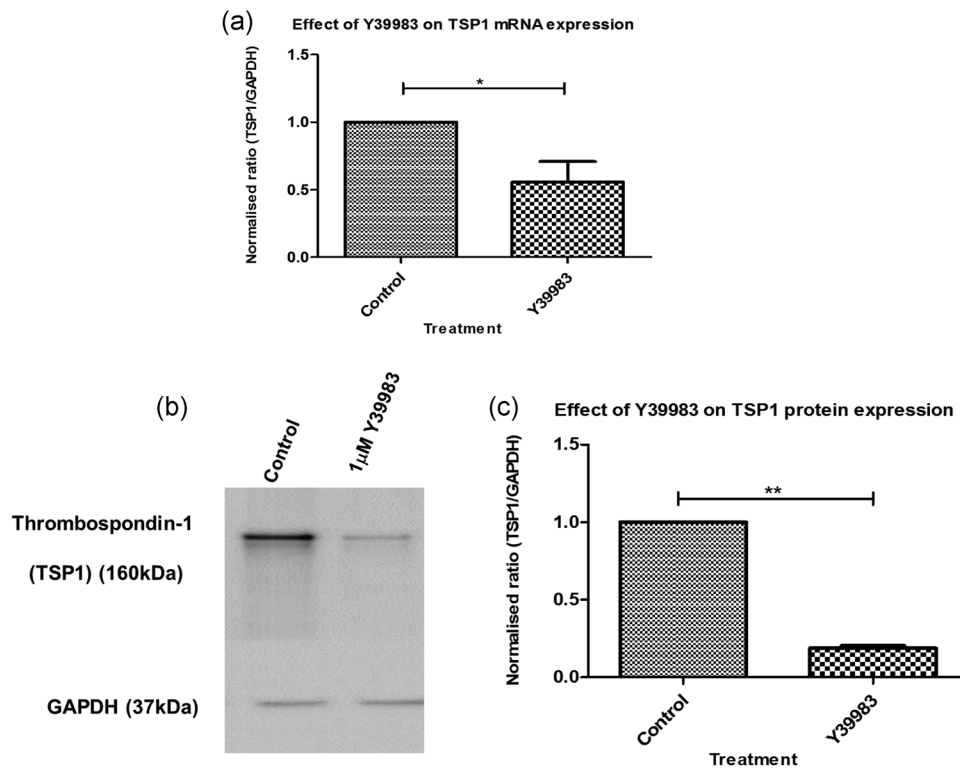 (a)
Effect of Y39983 on TSP1 mRNA expression
Normalised ratio (TSP1/GAPDH)
1.5
1.0
0.5
0.0
*
Control
Y39983
Treatment
(b)
Control
1μM Y39983
Thrombospondin-1
(TSP1) (160kDa)
GAPDH (37kDa)
(c)
Effect of Y39983 on TSP1 protein expression
Normalised ratio (TSP1/GAPDH)
1.5
1.0
0.5
0.0
**
Control
Y39983
Treatment